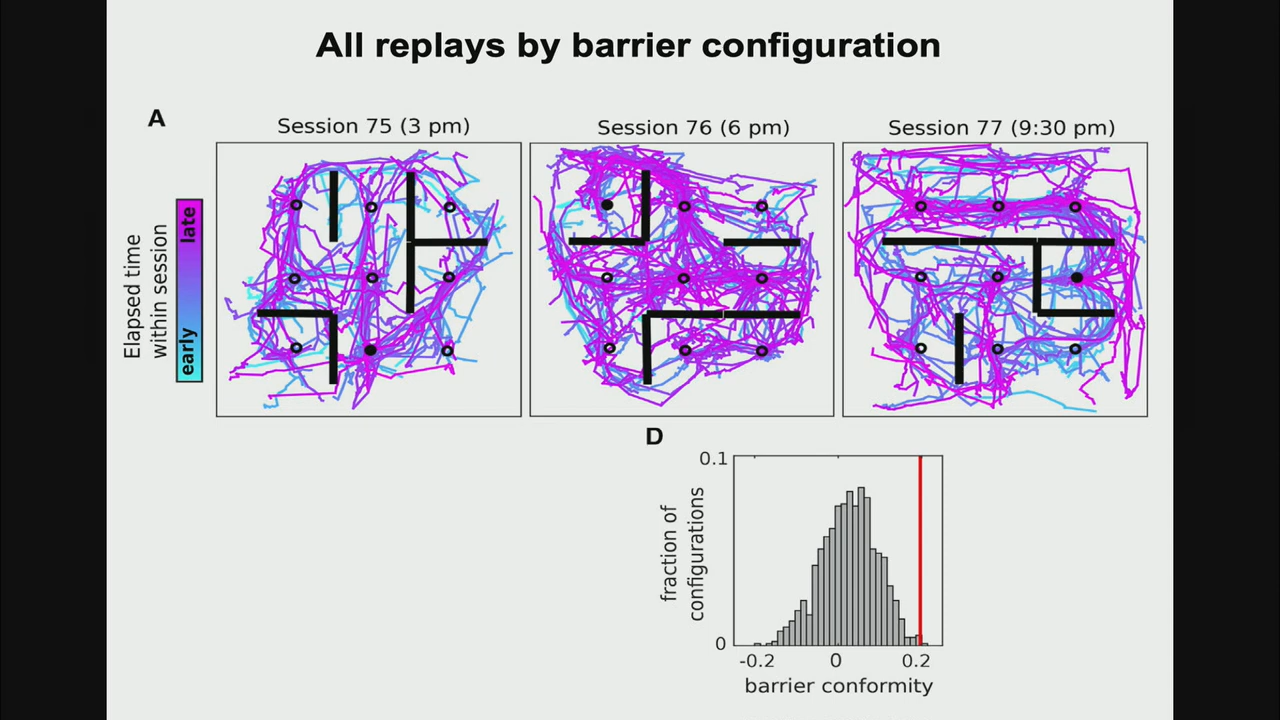 All replays by barrier configuration
A
Session 75 (3 pm)
Session 76 (6 pm)
Session 77 (9:30 pm)
Elapsed time
within session
early
late
D
0.1
0
fraction of
configurations
-0.2
0
0.2
barrier conformity